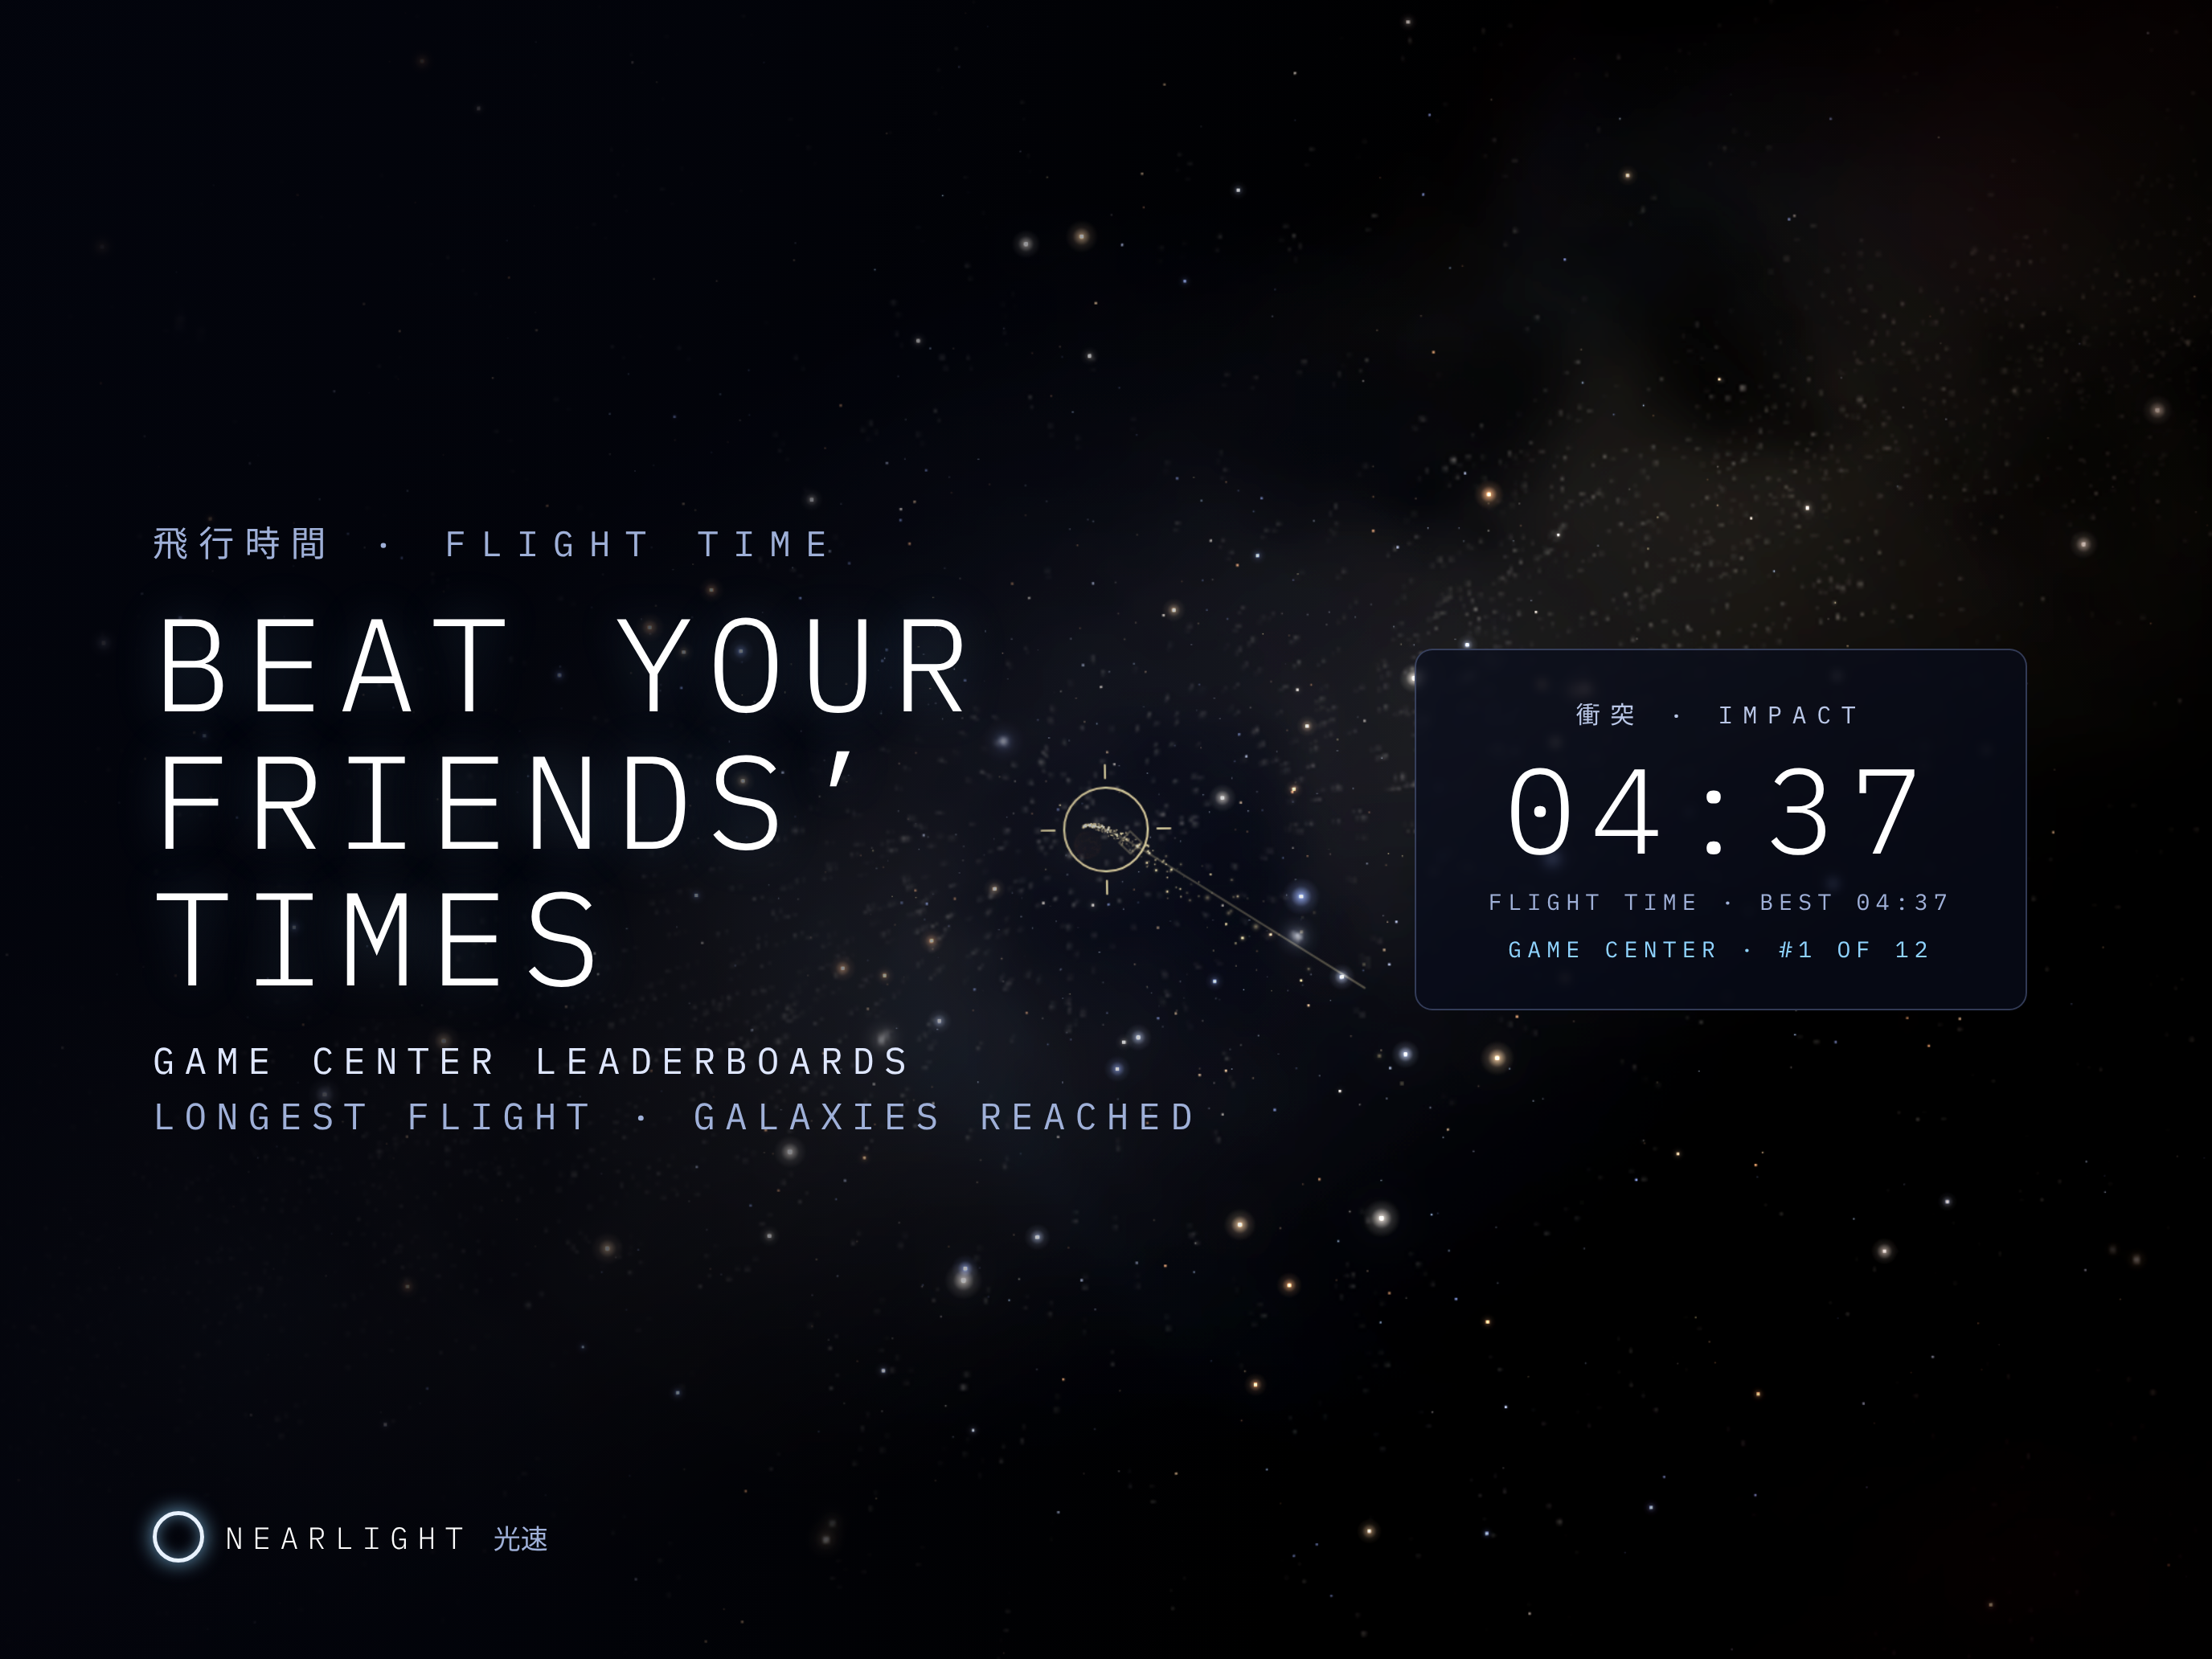 飛行時間 · FLIGHT TIME
BEAT YOUR
FRIENDS’
TIMES
GAME CENTER LEADERBOARDS
LONGEST FLIGHT · GALAXIES REACHED
衝突 · IMPACT
04:37
FLIGHT TIME · BEST 04:37
GAME CENTER · #1 OF 12
NEARLIGHT 光速